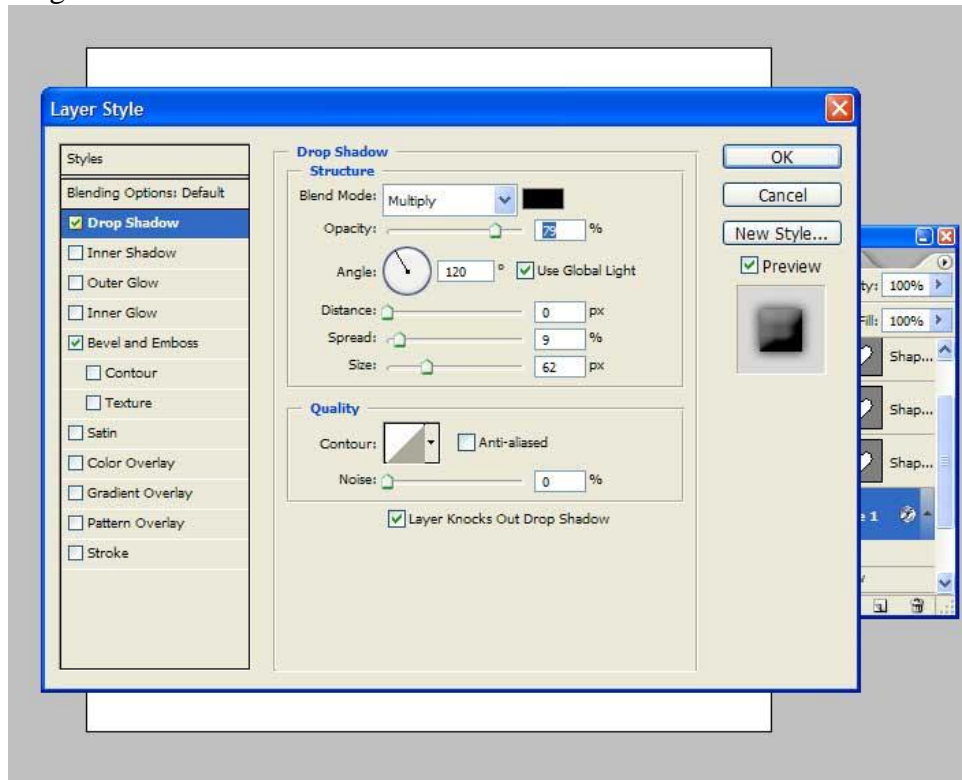 Layer Style
Styles
Blending Options: Default
Drop Shadow
Inner Shadow
Outer Glow
Inner Glow
Bevel and Emboss
Contour
Texture
Satin
Color Overlay
Gradient Overlay
Pattern Overlay
Stroke
Drop Shadow
Structure
Blend Mode: Multiply
Opacity: 79 %
Angle: 120 ° Use Global Light
Distance: 0 px
Spread: 9 %
Size: 62 px
Quality
Contour: Anti-aliased
Noise: 0 %
Layer Knocks Out Drop Shadow
OK
Cancel
New Style...
Preview
ty: 100%
Fill: 100%
Shap...
Shap...
Shap...
e 1